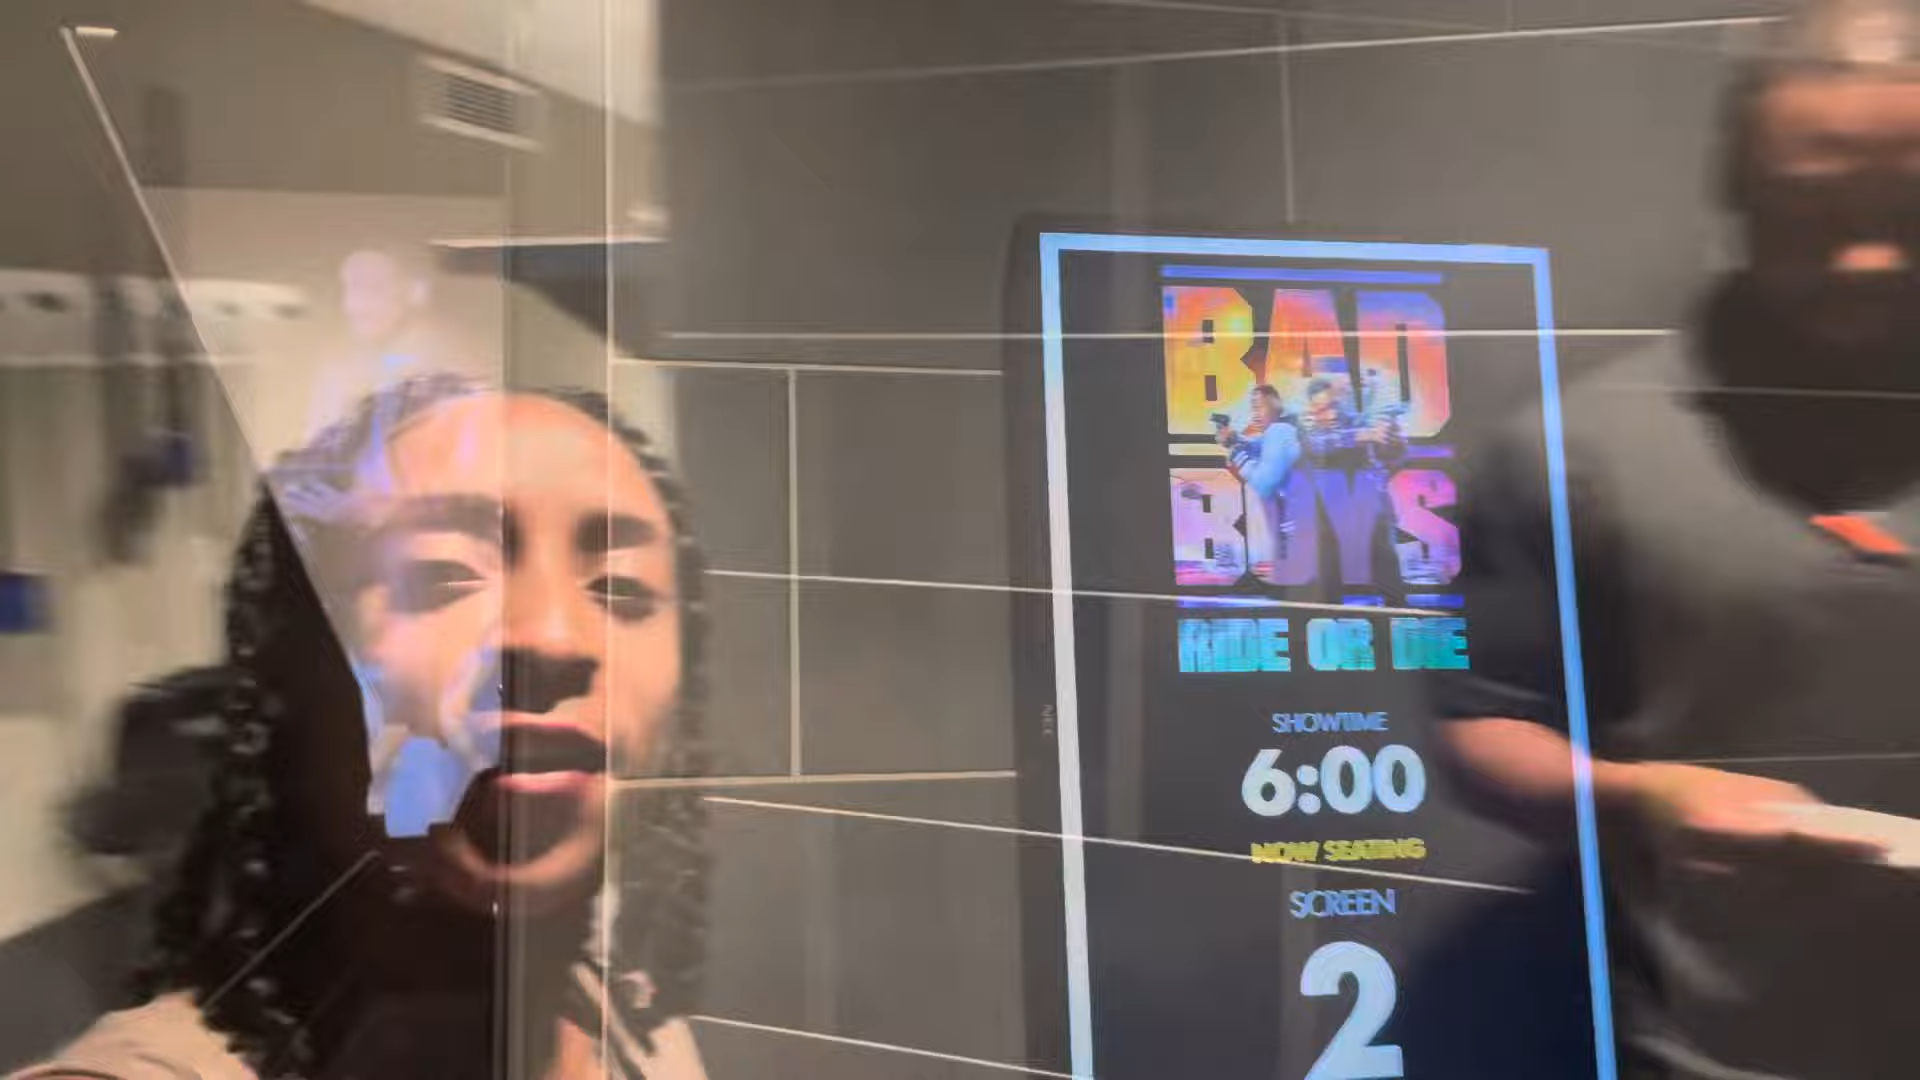 BAD
BOYS
RIDE OR DIE
SHOWTIME
6:00
NOW SEATING
SCREEN
2